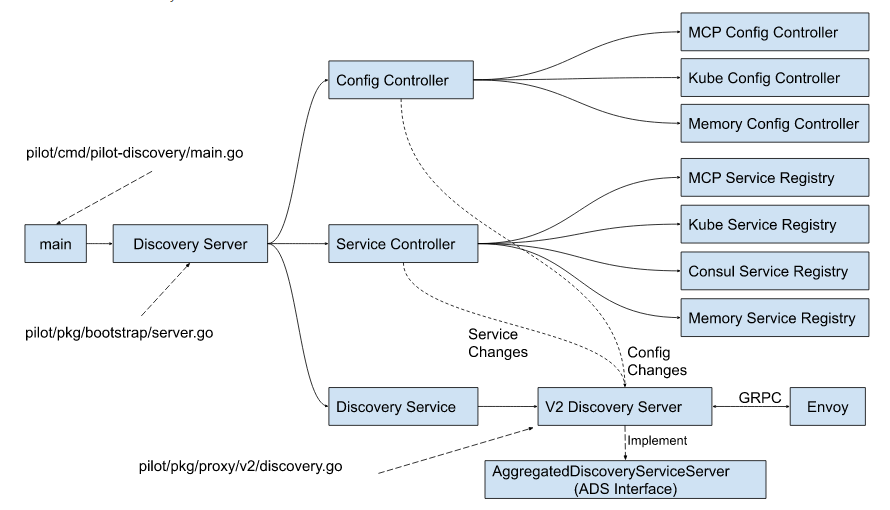 MCP Config Controller
Config Controller
Kube Config Controller
Memory Config Controller
pilot/cmd/pilot-discovery/main.go
MCP Service Registry
main
Discovery Server
Service Controller
Kube Service Registry
Consul Service Registry
Memory Service Registry
pilot/pkg/bootstrap/server.go
Service
Changes
Config
Changes
Discovery Service
V2 Discovery Server
GRPC
Envoy
Implement
pilot/pkg/proxy/v2/discovery.go
AggregatedDiscoveryServiceServer
(ADS Interface)